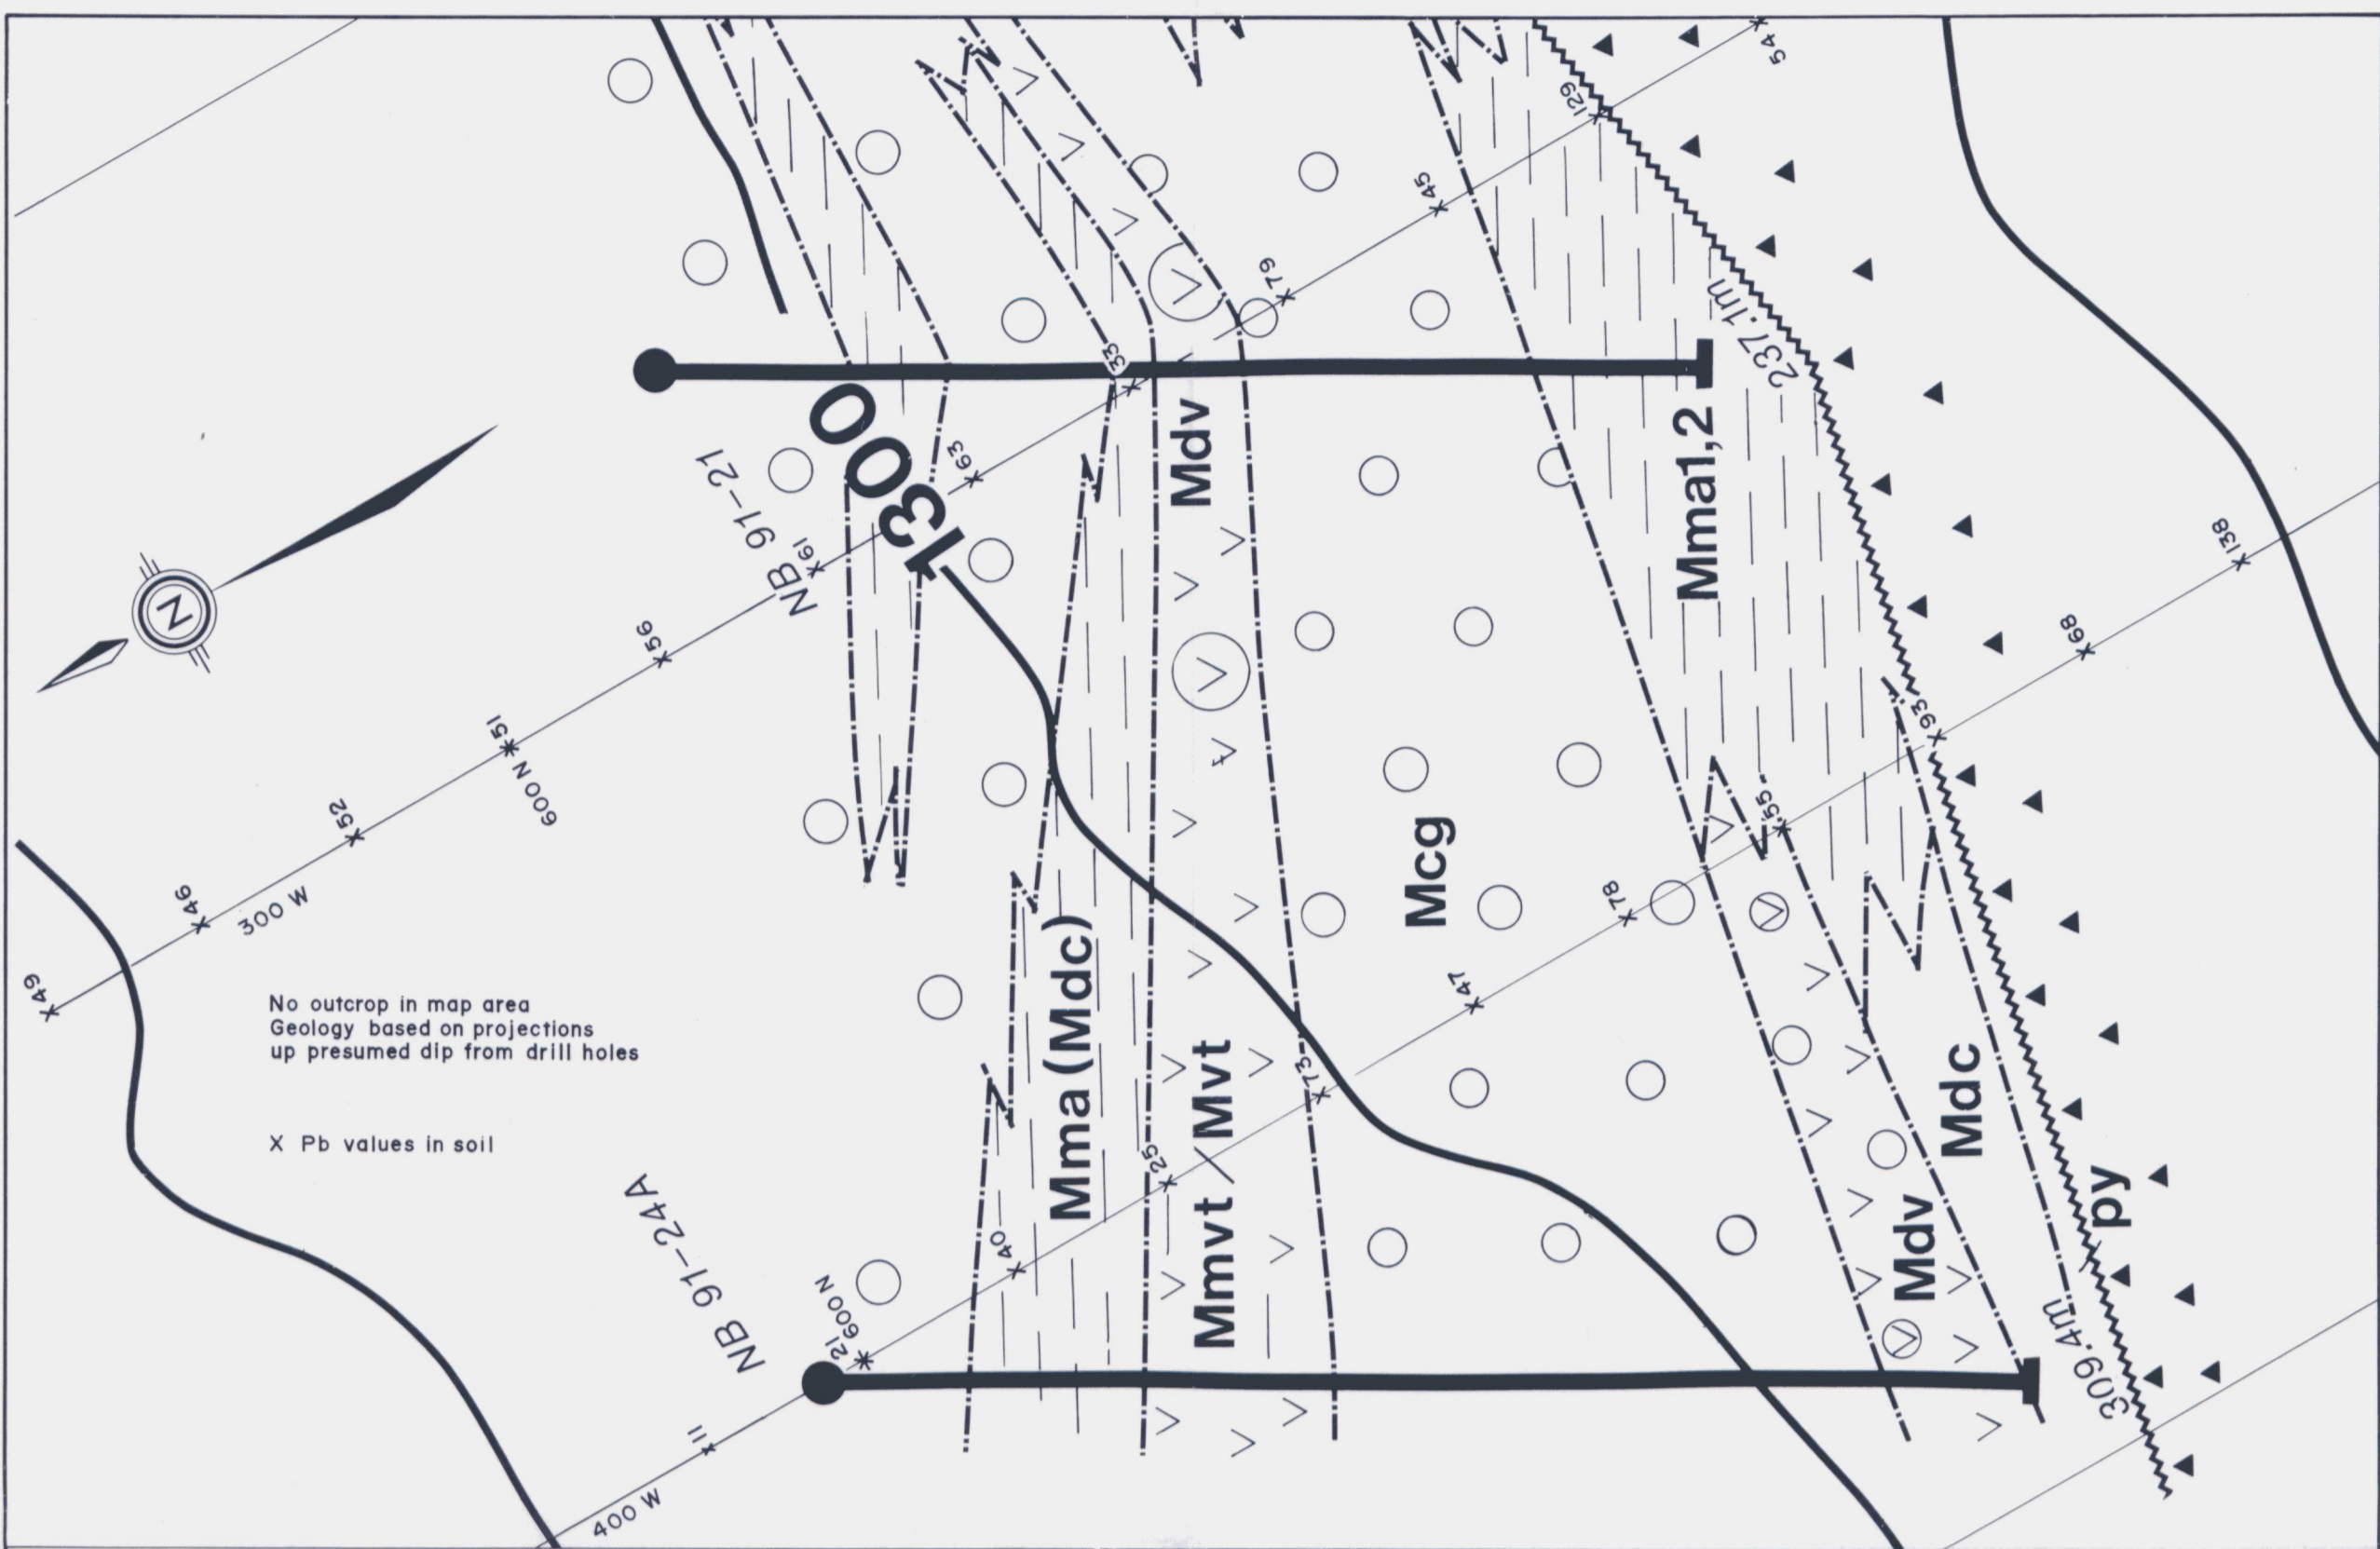 54
129
45
79
237.1m
33
1300
Mdv
Mma1,2
63
NB 91-21
61
56
138
N
68
51
600 N
93
52
55
Mcg
46
300 W
78
49
47
No outcrop in map area
Geology based on projections
up presumed dip from drill holes
Mma (Mdc)
Mmvt / Mvt
73
Mdc
X Pb values in soil
25
NB 91-24A
py
Mdv
40
21
600 N
309.4m
11
400 W